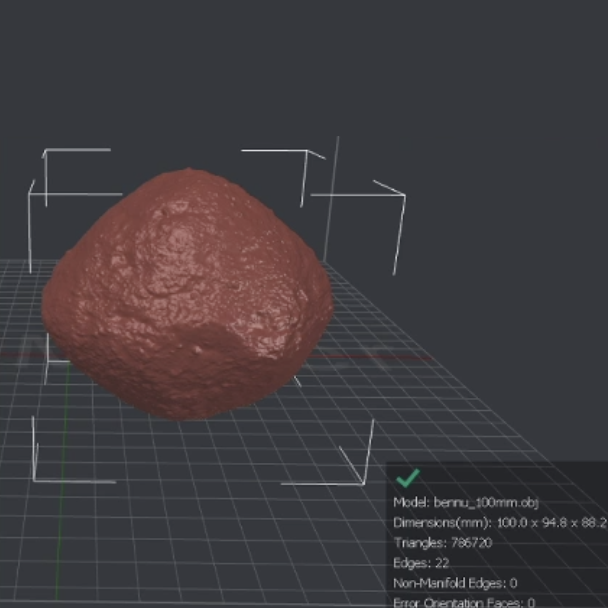 Model: bennu_100mm.obj
Dimensions(mm): 100.0 x 94.8 x 88.2
Triangles: 786720
Edges: 22
Non-Manifold Edges: 0
Error Orientation Faces: 0